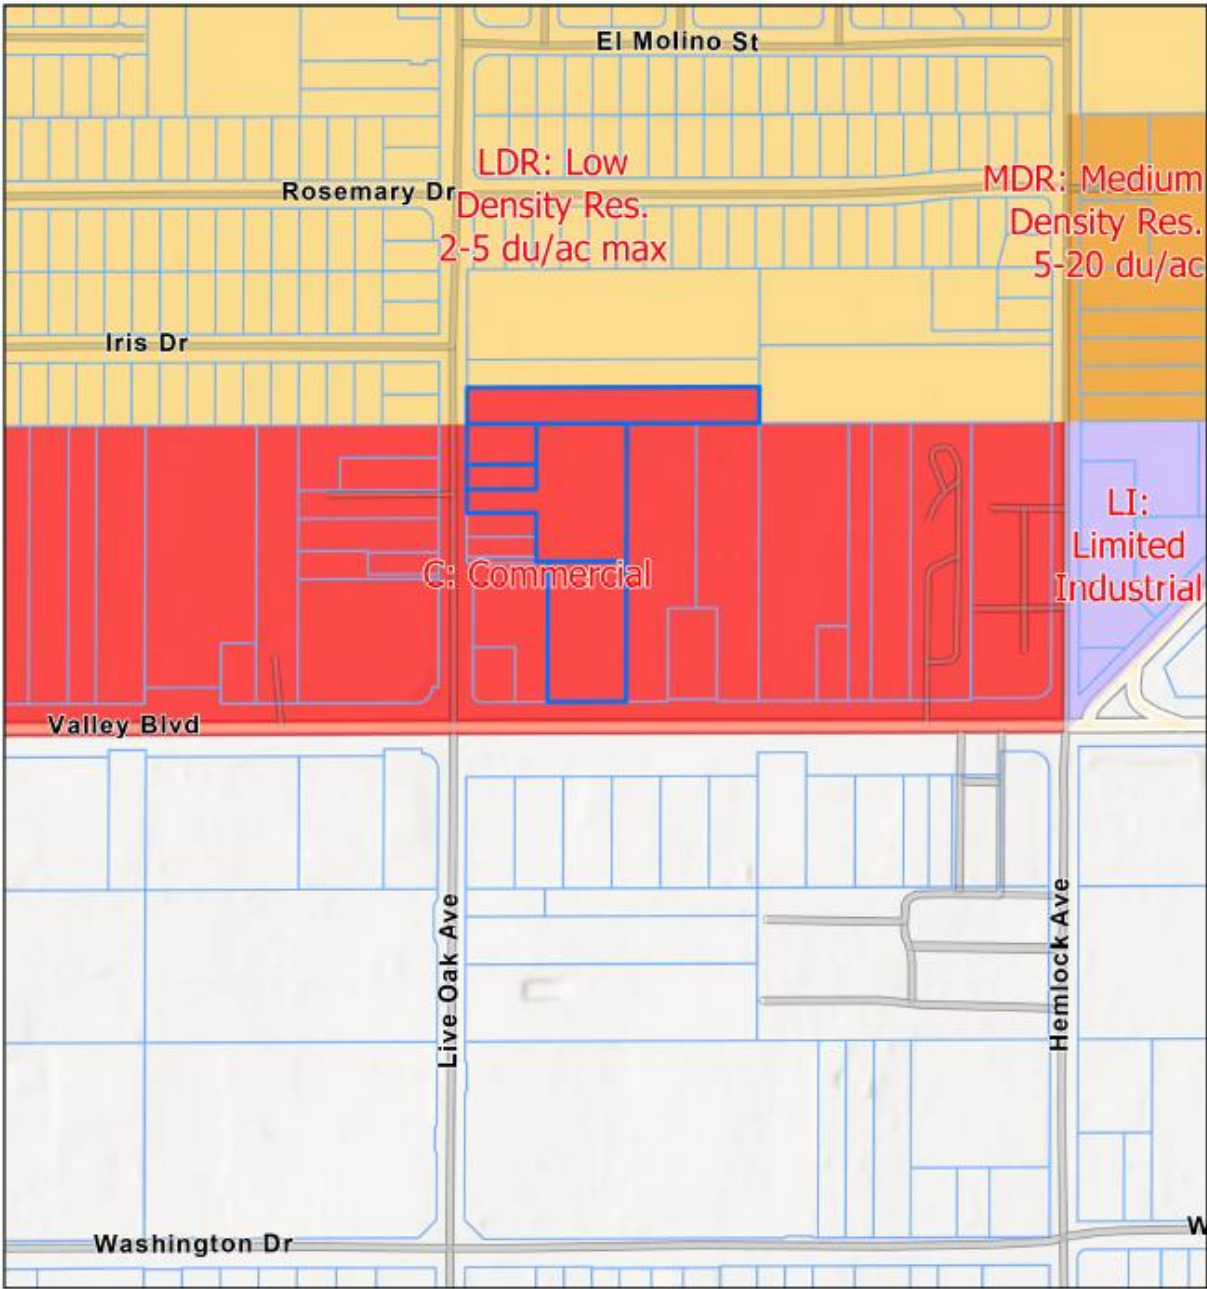 El Molino St
LDR: Low
Density Res.
2-5 du/ac max
Rosemary Dr
MDR: Medium
Density Res.
5-20 du/ac
Iris Dr
C: Commercial
LI:
Limited
Industrial
Valley Blvd
Live Oak Ave
Hemlock Ave
Washington Dr
W